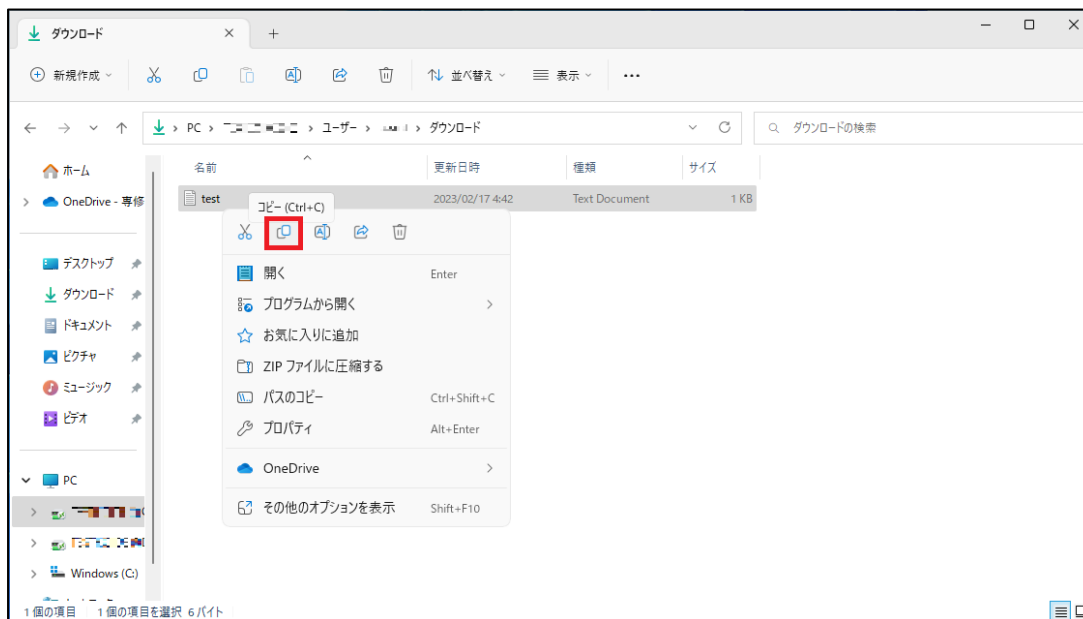 ダウンロード
新規作成 並べ替え 表示
PC > ユーザー > ダウンロード ダウンロードの検索
ホーム
OneDrive - 専修
デスクトップ
ダウンロード
ドキュメント
ピクチャ
ミュージック
ビデオ
PC
Windows (C:)
名前 更新日時 種類 サイズ
test 2023/02/17 4:42 Text Document 1 KB
コピー (Ctrl+C)
開く Enter
プログラムから開く
お気に入りに追加
ZIP ファイルに圧縮する
パスのコピー Ctrl+Shift+C
プロパティ Alt+Enter
OneDrive
その他のオプションを表示 Shift+F10
1 個の項目 1 個の項目を選択 6 バイト